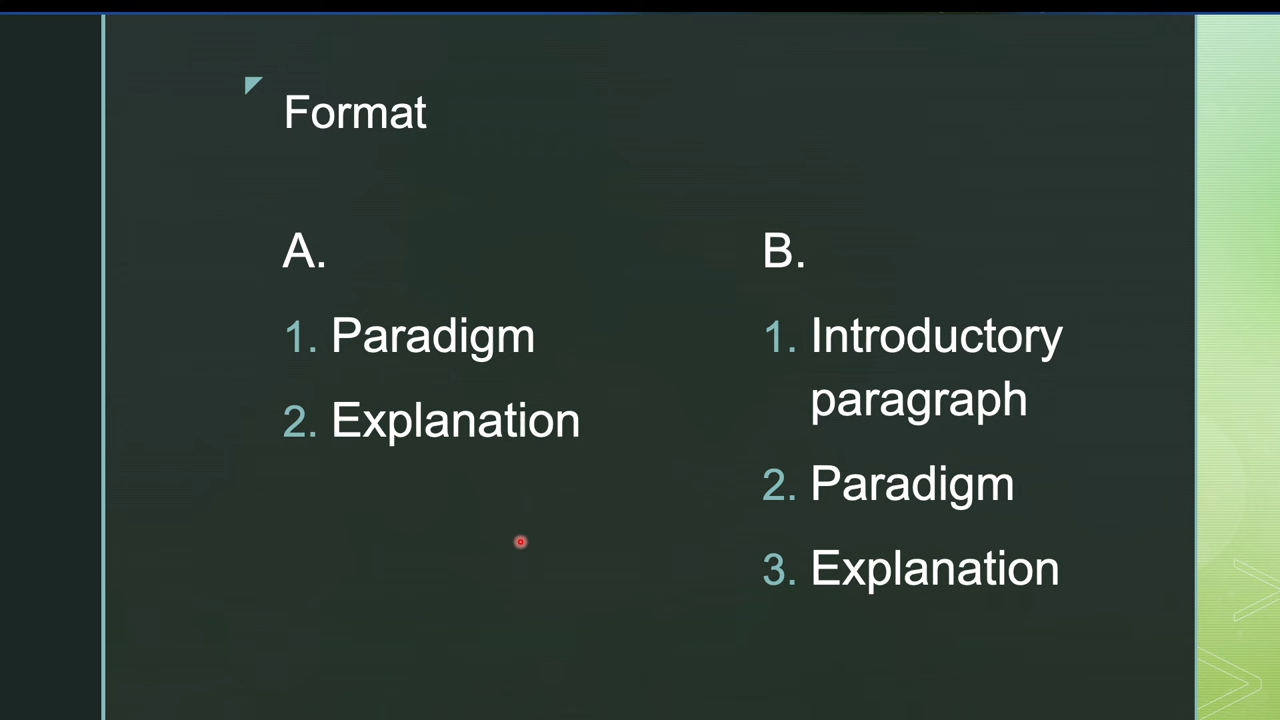 Format
A.
1. Paradigm
2. Explanation
B.
1. Introductory
paragraph
2. Paradigm
3. Explanation